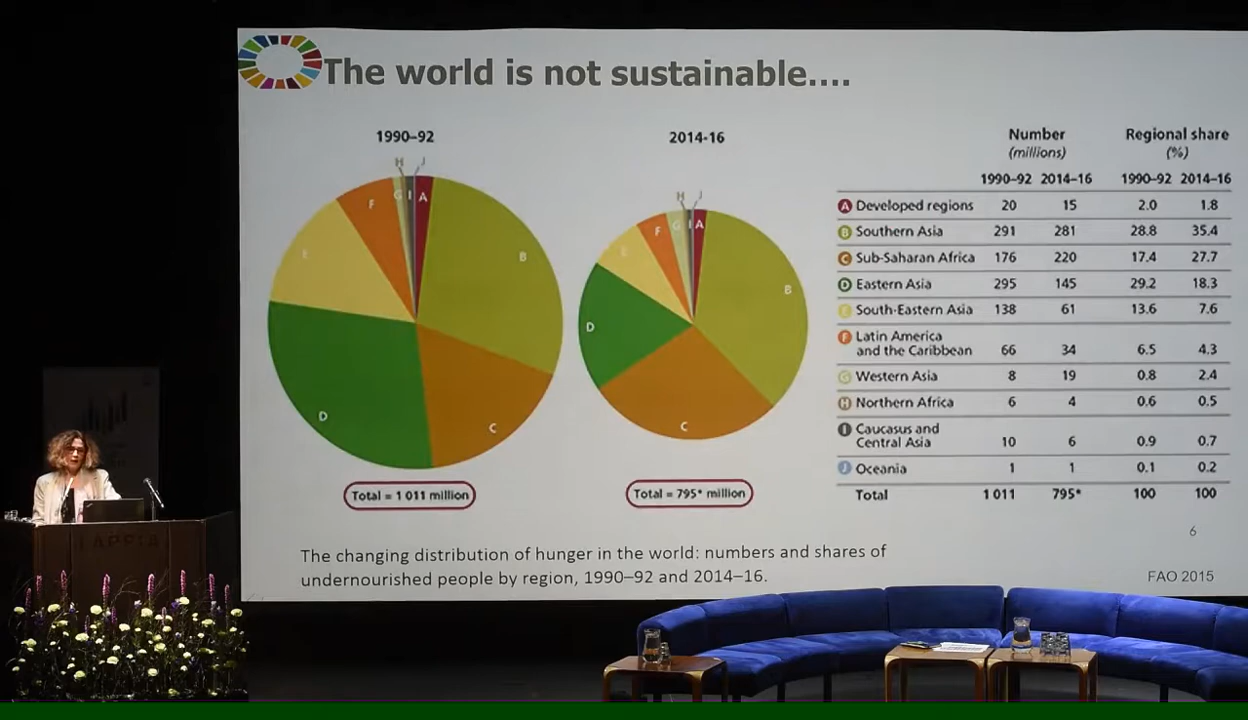 The world is not sustainable....
1990–92
2014-16
H J
F G I A
E B
D C
H J
F G I A
E B
D C
Total = 1 011 million
Total = 795* million
Number Regional share
(millions) (%)
1990–92 2014–16 1990–92 2014–16
A Developed regions 20 15 2.0 1.8
B Southern Asia 291 281 28.8 35.4
C Sub-Saharan Africa 176 220 17.4 27.7
D Eastern Asia 295 145 29.2 18.3
E South-Eastern Asia 138 61 13.6 7.6
F Latin America
and the Caribbean 66 34 6.5 4.3
G Western Asia 8 19 0.8 2.4
H Northern Africa 6 4 0.6 0.5
I Caucasus and
Central Asia 10 6 0.9 0.7
J Oceania 1 1 0.1 0.2
Total 1 011 795* 100 100
6
The changing distribution of hunger in the world: numbers and shares of
undernourished people by region, 1990–92 and 2014–16.
FAO 2015